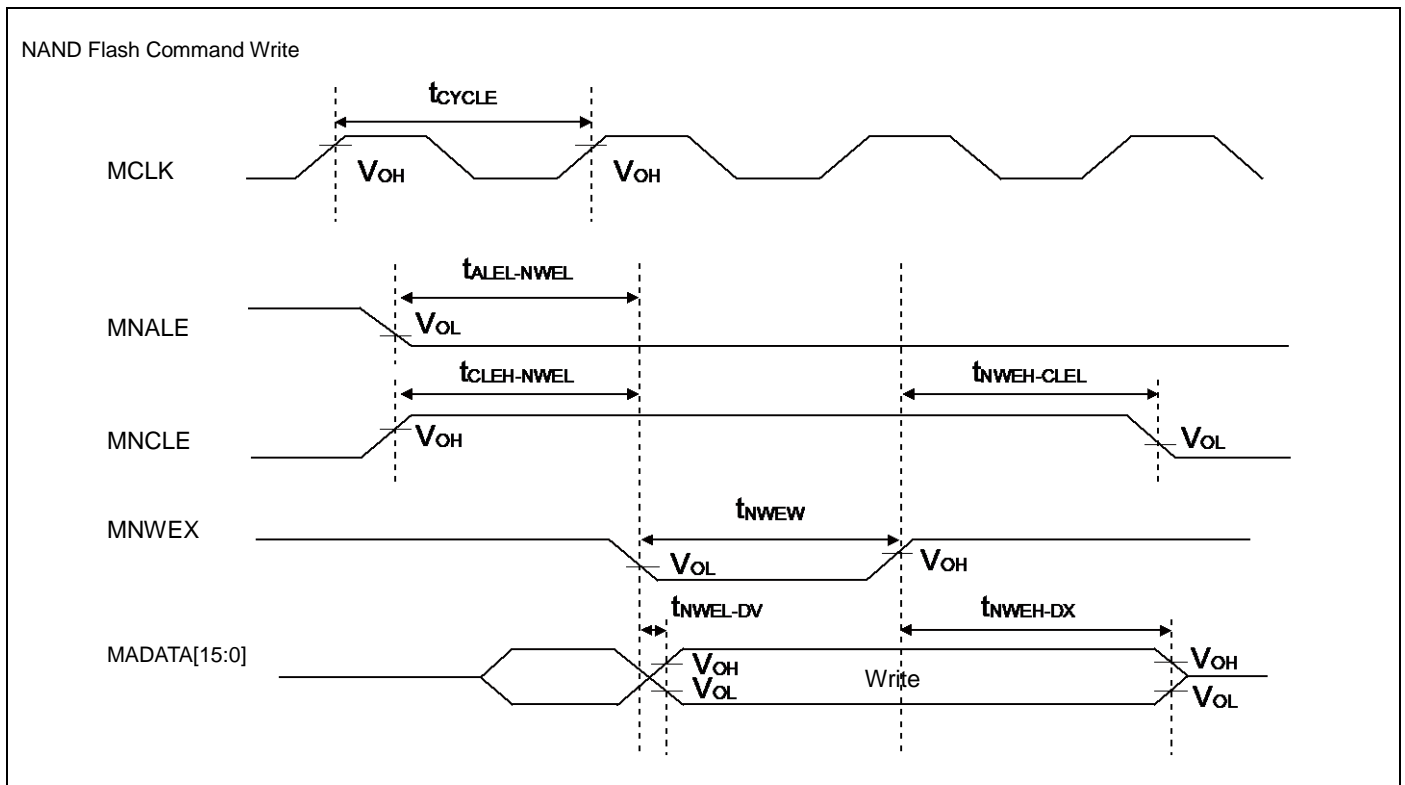 NAND Flash Command Write
tCYCLE
MCLK
VOH
VOH
tALEL-NWEL
MNALE
VOL
tCLEH-NWEL
tNWEH-CLEL
MNCLE
VOH
VOL
tNWEW
MNWEX
VOL
VOH
tNWEL-DV
tNWEH-DX
MADATA[15:0]
VOH
VOL
Write
VOH
VOL